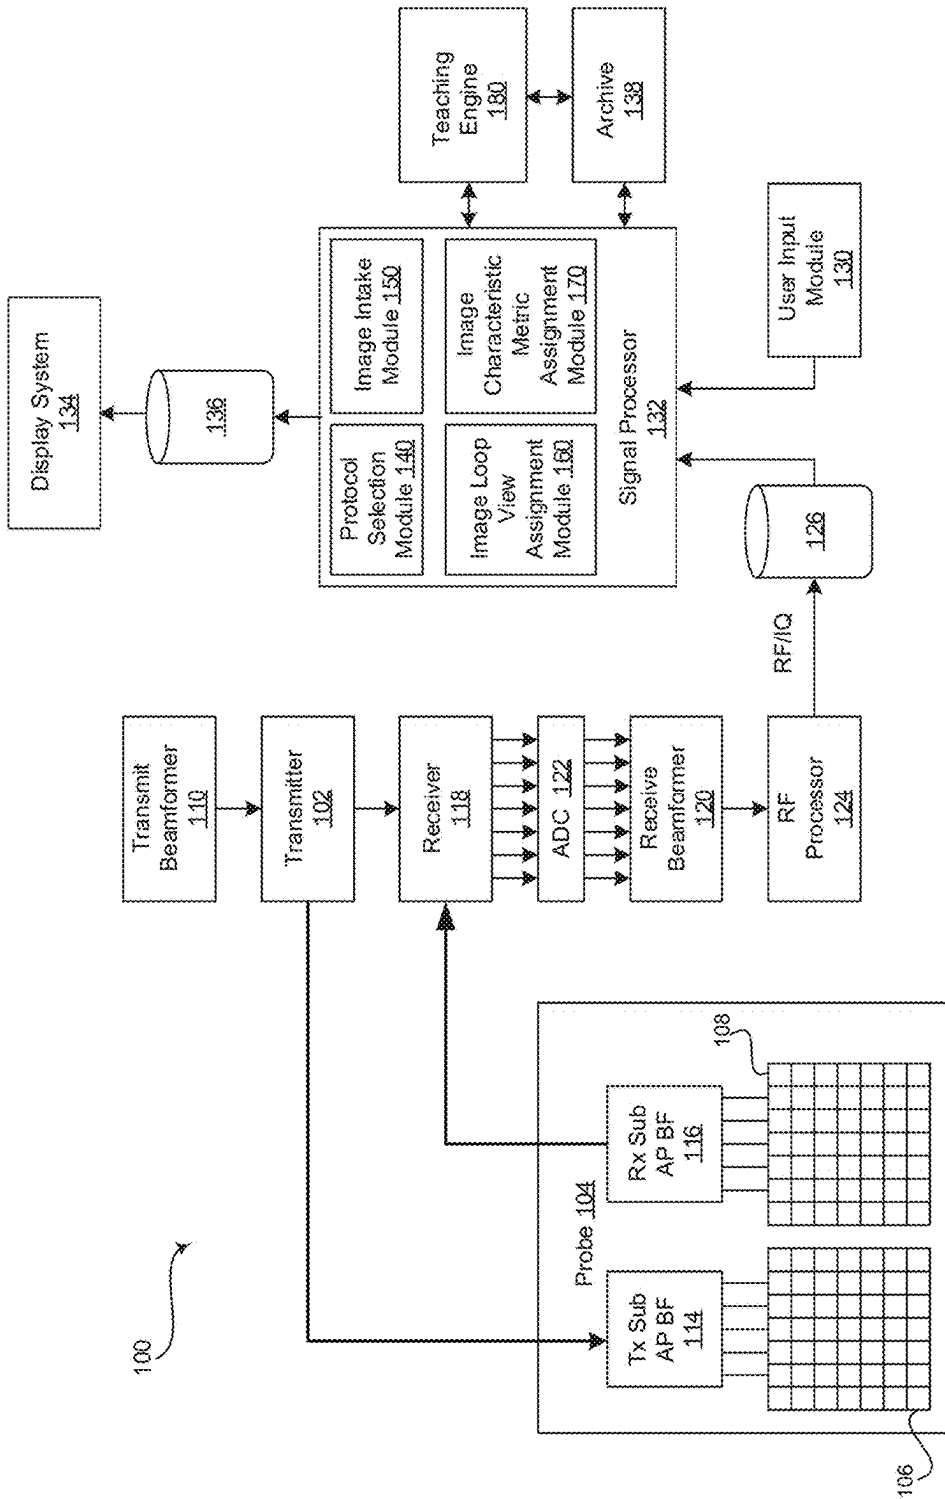 100
Transmit
Beamformer
110
Transmitter
102
Receiver
118
ADC 122
Receive
Beamformer
120
RF
Processor
124
RF/IQ
126
Probe 104
Tx Sub
AP BF
114
Rx Sub
AP BF
116
106
108
Display System
134
136
Protocol
Selection
Module 140
Image Intake
Module 150
Image Loop
View
Assignment
Module 160
Image
Characteristic
Metric
Assignment
Module 170
Signal Processor
132
Teaching
Engine
180
Archive
138
User Input
Module
130